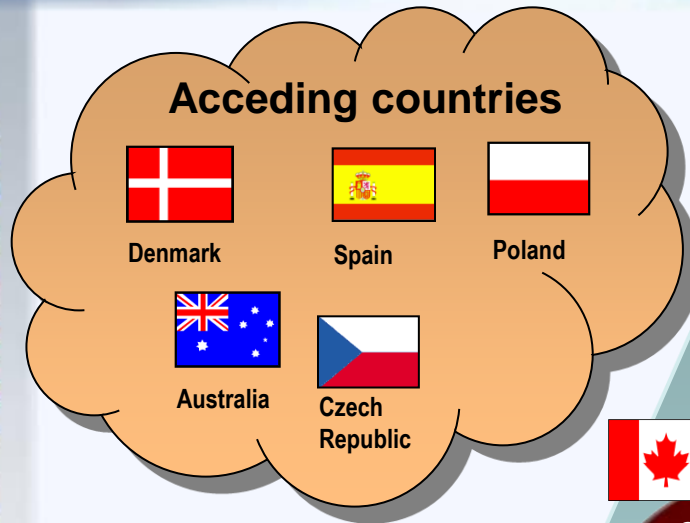 Acceding countries
Denmark
Spain
Poland
Australia
Czech
Republic